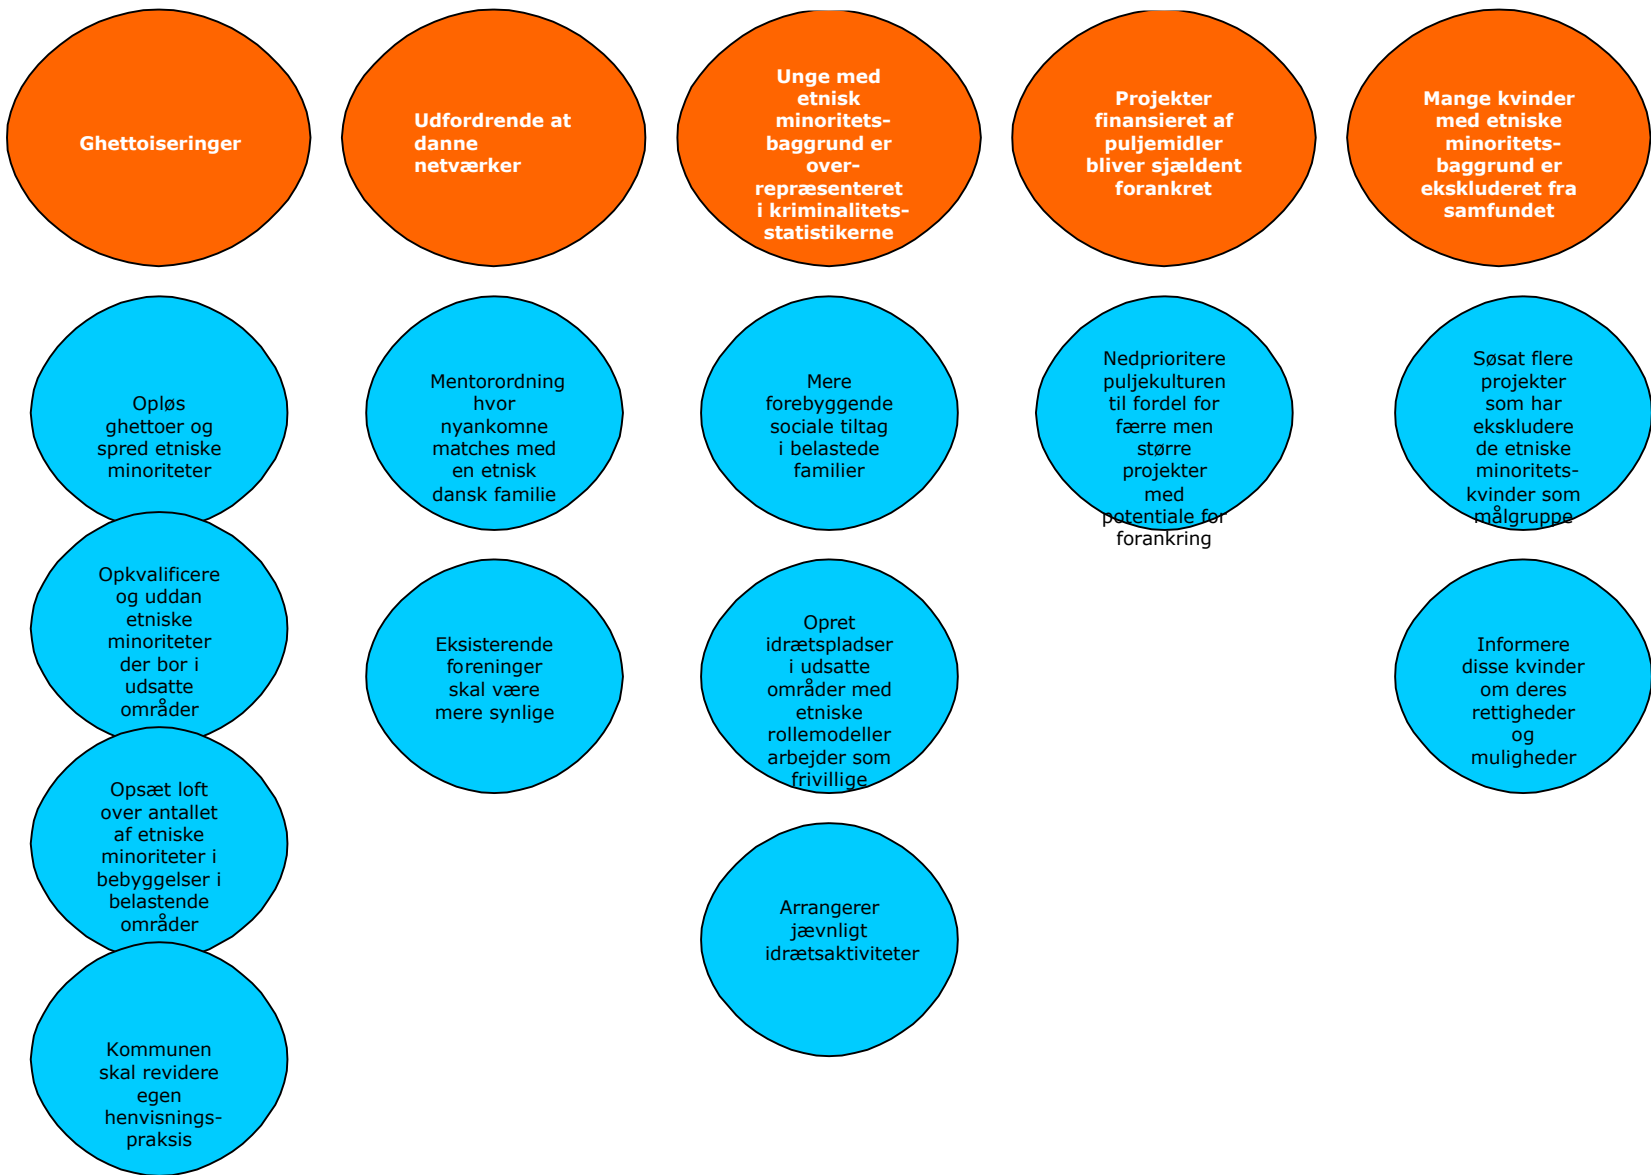 Ghettoiseringer
Udfordrende at
danne
netværker
Unge med
etnisk
minoritets-
baggrund er
over-
repræsenteret
i kriminalitets-
statistikerne
Projekter
finansieret af
puljemidler
bliver sjældent
forankret
Mange kvinder
med etniske
minoritets-
baggrund er
ekskluderet fra
samfundet
Opløs
ghettoer og
spred etniske
minoriteter
Mentorordning
hvor
nyankomne
matches med
en etnisk
dansk familie
Mere
forebyggende
sociale tiltag
i belastede
familier
Nedprioritere
puljekulturen
til fordel for
færre men
større
projekter
med
potentiale for
forankring
Søsat flere
projekter
som har
ekskludere
de etniske
minoritets-
kvinder som
målgruppe
Opkvalificere
og uddan
etniske
minoriteter
der bor i
udsatte
områder
Eksisterende
foreninger
skal være
mere synlige
Opret
idrætspladser
i udsatte
områder med
etniske
rollemodeller
arbejder som
frivillige
Informere
disse kvinder
om deres
rettigheder
og
muligheder
Opsæt loft
over antallet
af etniske
minoriteter i
bebyggelser i
belastende
områder
Arrangerer
jævnligt
idrætsaktiviteter
Kommunen
skal revidere
egen
henvisnings-
praksis